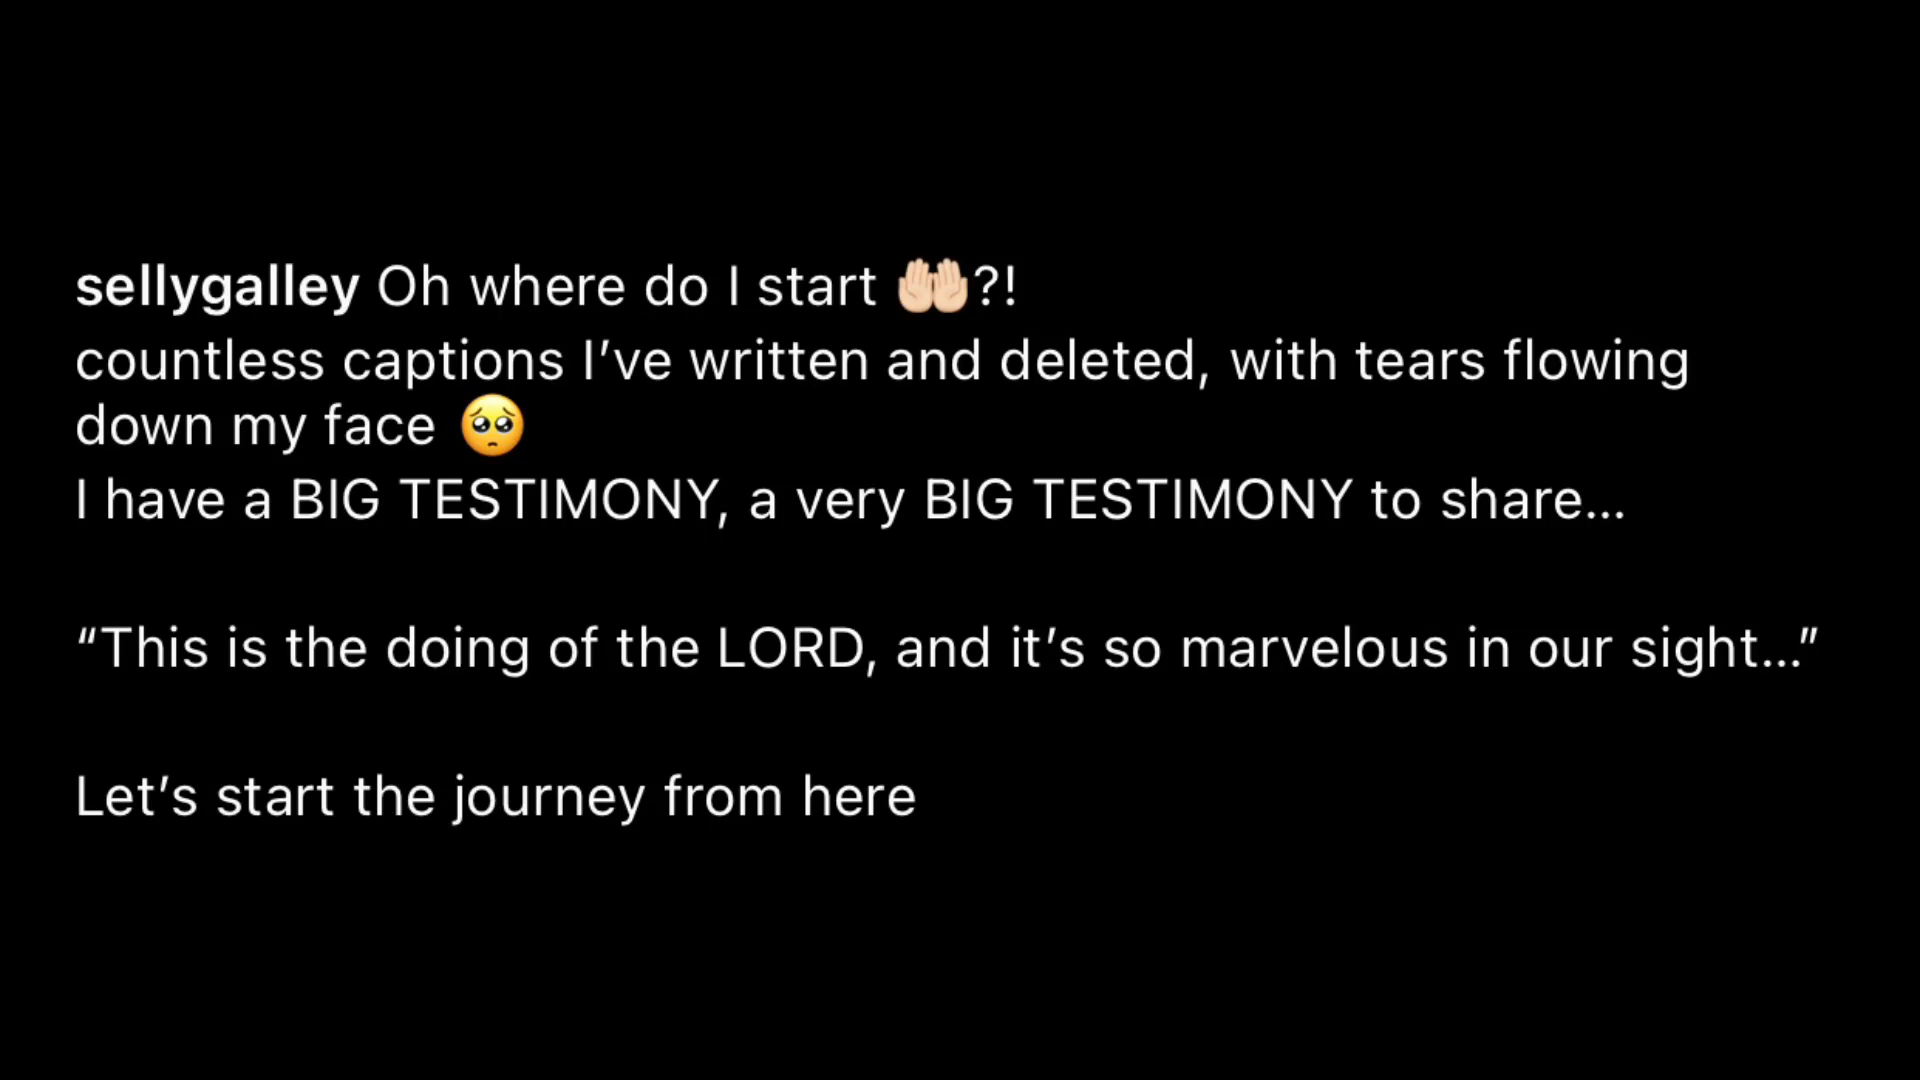 sellygalley Oh where do I start 🤲🏻?!
countless captions I’ve written and deleted, with tears flowing
down my face 🥺
I have a BIG TESTIMONY, a very BIG TESTIMONY to share...
“This is the doing of the LORD, and it’s so marvelous in our sight...”
Let’s start the journey from here